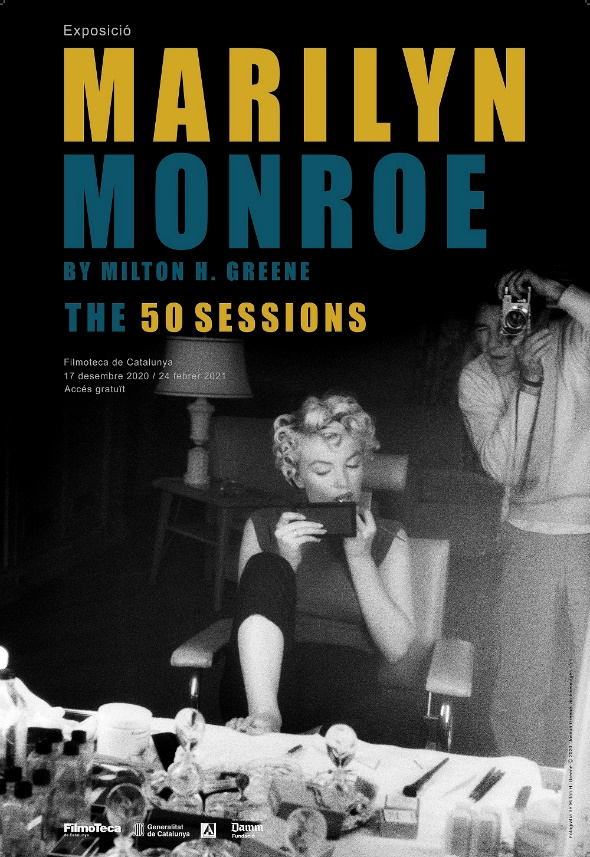 Exposició
MARILYN
MONROE
BY MILTON H. GREENE
THE 50 SESSIONS
Filmoteca de Catalunya
17 desembre 2020 / 24 febrer 2021
Accés gratuït
FilmoTeca
de Catalunya
Generalitat
de Catalunya
Damm
Fundació